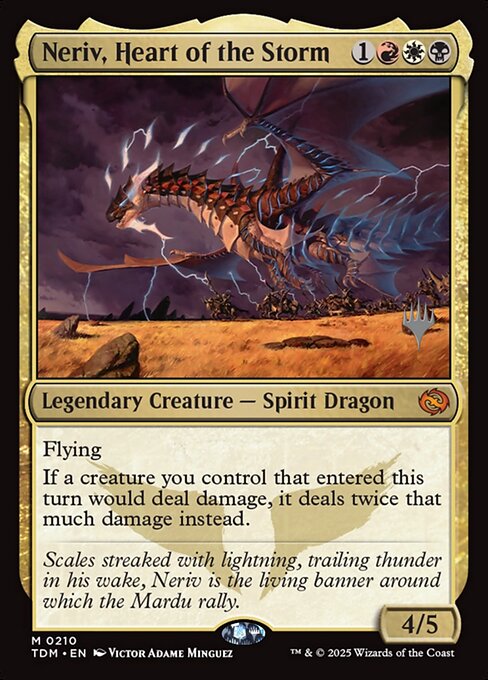 Neriv, Heart of the Storm 1
Legendary Creature — Spirit Dragon
Flying
If a creature you control that entered this
turn would deal damage, it deals twice that
much damage instead.
Scales streaked with lightning, trailing thunder
in his wake, Neriv is the living banner around
which the Mardu rally.
4/5
M 0210
TDM • EN Victor Adame Minguez
™ & © 2025 Wizards of the Coast